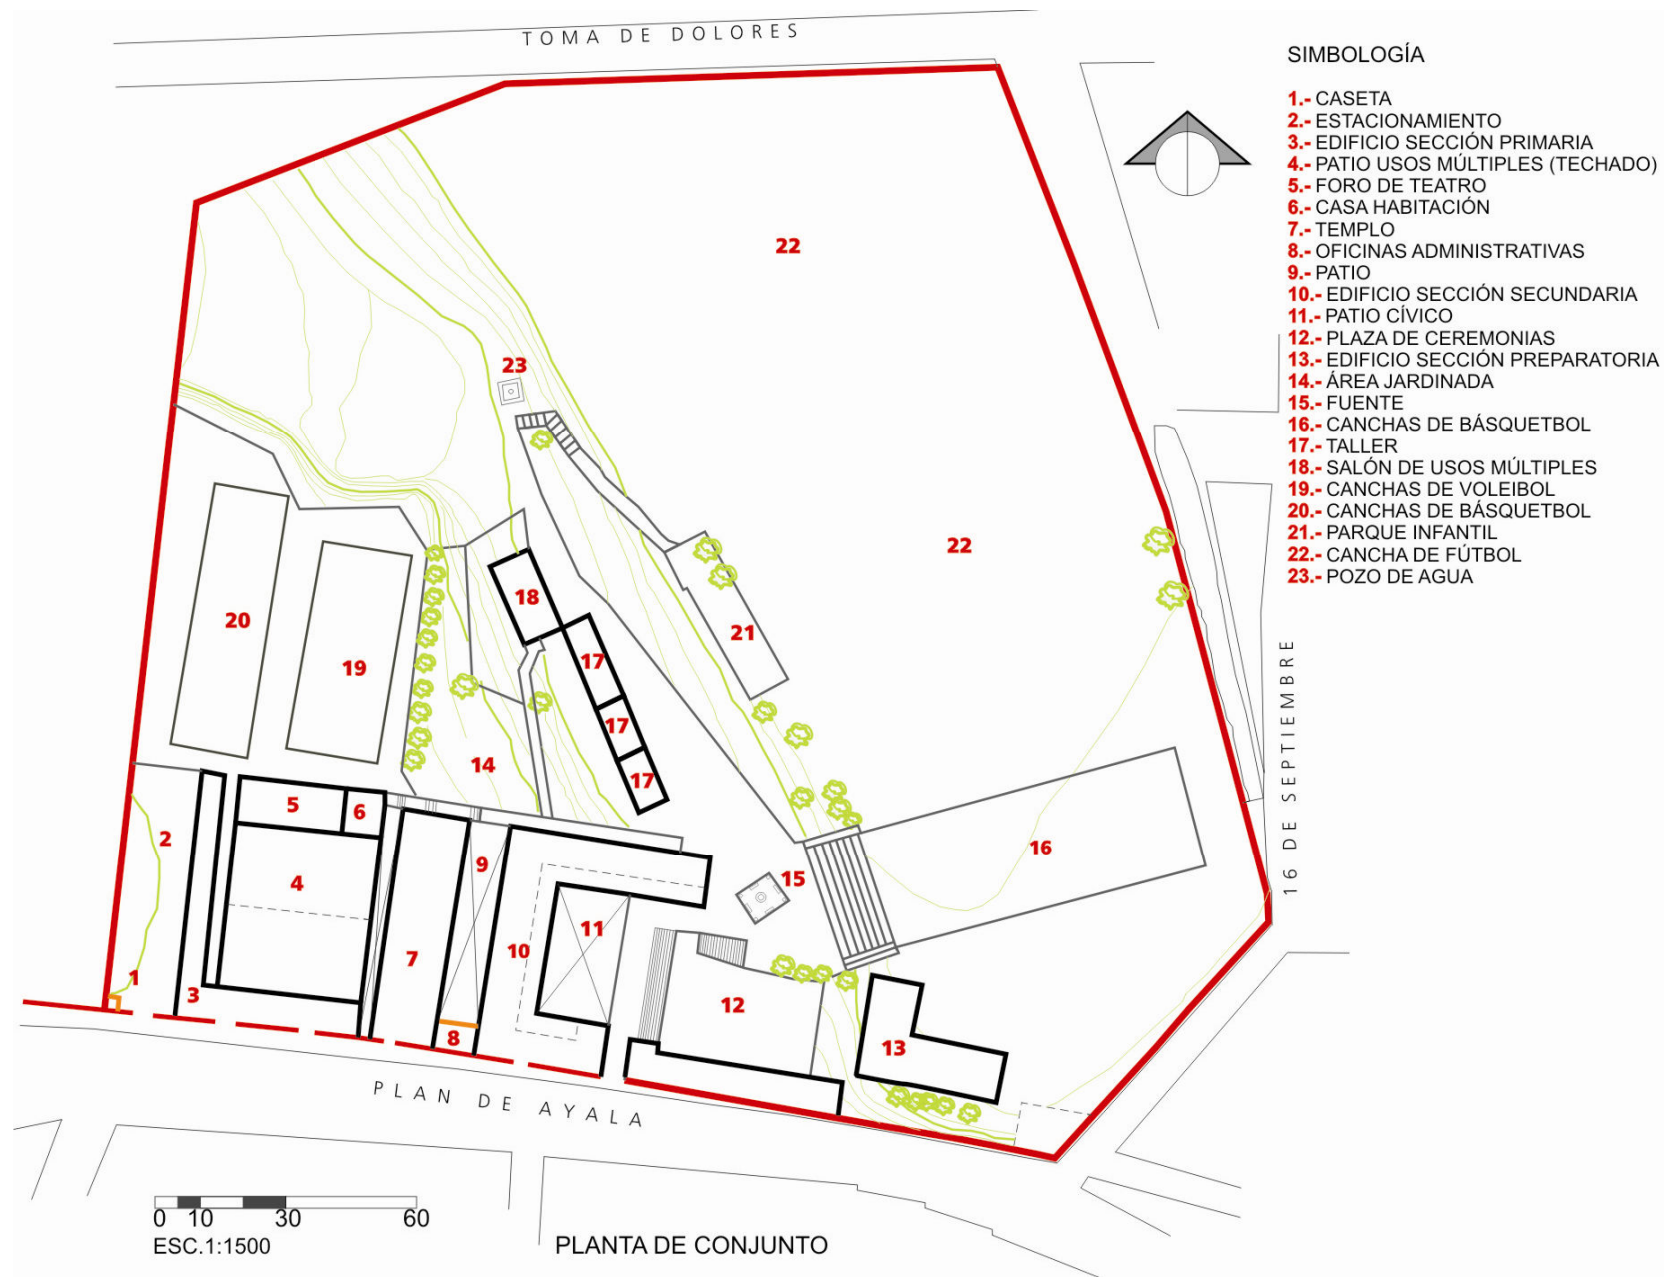 TOMA DE DOLORES
SIMBOLOGÍA
1.- CASETA
2.- ESTACIONAMIENTO
3.- EDIFICIO SECCIÓN PRIMARIA
4.- PATIO USOS MÚLTIPLES (TECHADO)
5.- FORO DE TEATRO
6.- CASA HABITACIÓN
7.- TEMPLO
8.- OFICINAS ADMINISTRATIVAS
9.- PATIO
10.- EDIFICIO SECCIÓN SECUNDARIA
11.- PATIO CÍVICO
12.- PLAZA DE CEREMONIAS
13.- EDIFICIO SECCIÓN PREPARATORIA
14.- ÁREA JARDINADA
15.- FUENTE
16.- CANCHAS DE BÁSQUETBOL
17.- TALLER
18.- SALÓN DE USOS MÚLTIPLES
19.- CANCHAS DE VOLEIBOL
20.- CANCHAS DE BÁSQUETBOL
21.- PARQUE INFANTIL
22.- CANCHA DE FÚTBOL
23.- POZO DE AGUA
22
23
22
18
20
21
17
19
17
14
17
5
6
2
16
9
4
15
11
10
7
1
3
12
8
13
16 DE SEPTIEMBRE
PLAN DE AYALA
0 10 30 60
ESC.1:1500
PLANTA DE CONJUNTO